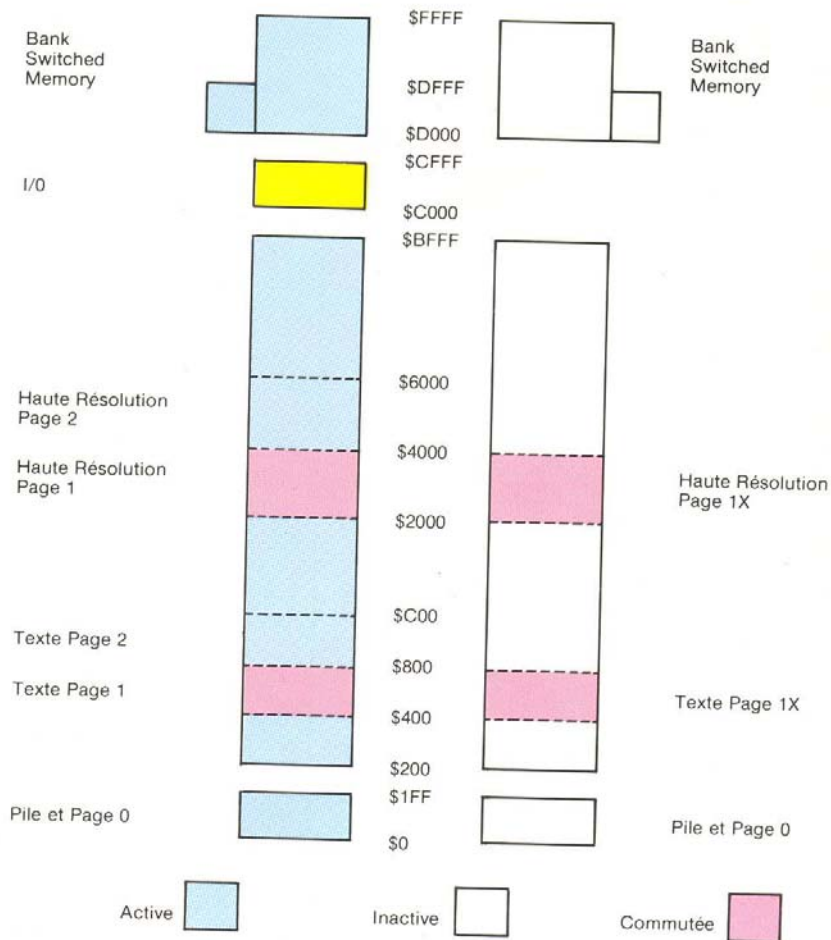 $FFFF
Bank
Switched
Memory
Bank
Switched
Memory
$DFFF
$D000
$CFFF
I/0
$C000
$BFFF
$6000
Haute Résolution
Page 2
$4000
Haute Résolution
Page 1
Haute Résolution
Page 1X
$2000
$C00
Texte Page 2
$800
Texte Page 1
Texte Page 1X
$400
$200
$1FF
Pile et Page 0
Pile et Page 0
$0
Active
Inactive
Commutée